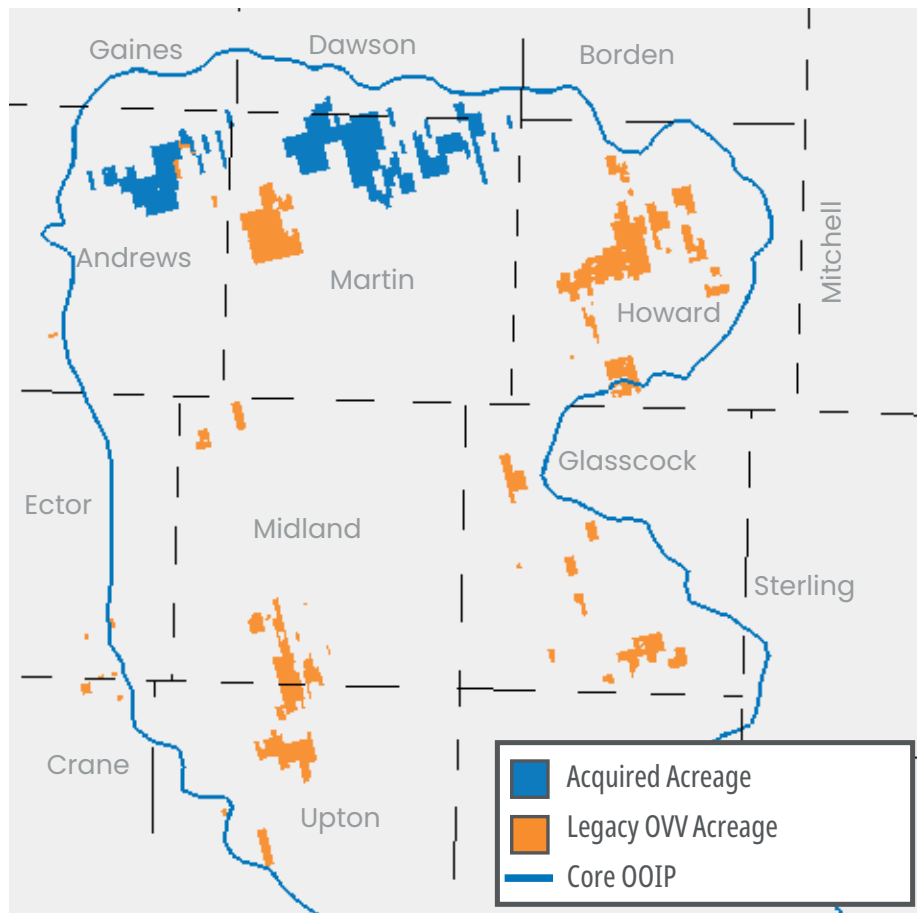 Gaines
Dawson
Borden
Andrews
Martin
Howard
Mitchell
Ector
Midland
Glasscock
Sterling
Crane
Upton
Acquired Acreage
Legacy OVV Acreage
Core OOIP